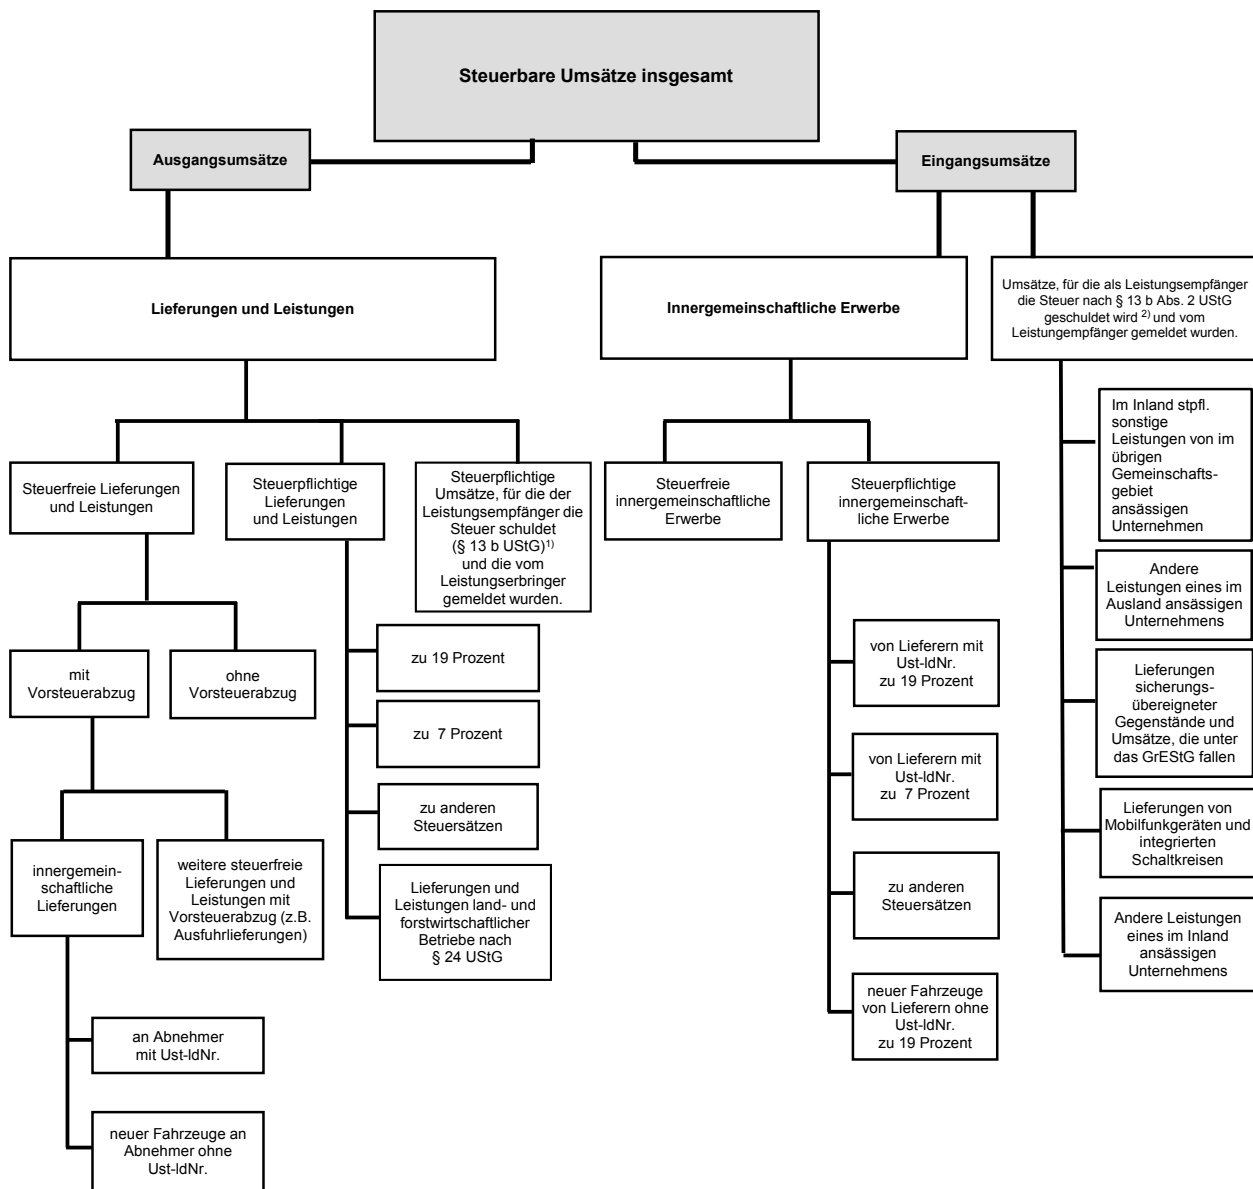 Steuerbare Umsätze insgesamt
Ausgangsumsätze
Eingangsumsätze
Lieferungen und Leistungen
Innergemeinschaftliche Erwerbe
Umsätze, für die als Leistungsempfänger
die Steuer nach § 13 b Abs. 2 UStG
geschuldet wird 2) und vom
Leistungempfänger gemeldet wurden.
Steuerfreie Lieferungen
und Leistungen
Steuerpflichtige
Lieferungen
und Leistungen
Steuerpflichtige
Umsätze, für die der
Leistungsempfänger die
Steuer schuldet
(§ 13 b UStG)1)
und die vom
Leistungserbringer
gemeldet wurden.
Steuerfreie
innergemeinschaftliche
Erwerbe
Steuerpflichtige
innergemeinschaft-
liche Erwerbe
Im Inland stpfl.
sonstige
Leistungen von im
übrigen
Gemeinschafts-
gebiet
ansässigen
Unternehmen
mit
Vorsteuerabzug
ohne
Vorsteuerabzug
zu 19 Prozent
zu 7 Prozent
zu anderen
Steuersätzen
Lieferungen und
Leistungen land- und
forstwirtschaftlicher
Betriebe nach
§ 24 UStG
von Lieferern mit
Ust-IdNr.
zu 19 Prozent
von Lieferern mit
Ust-IdNr.
zu 7 Prozent
zu anderen
Steuersätzen
neuer Fahrzeuge
von Lieferern ohne
Ust-IdNr.
zu 19 Prozent
Andere
Leistungen eines im
Ausland ansässigen
Unternehmens
Lieferungen
sicherungs-
übereigneter
Gegenstände und
Umsätze, die unter
das GrEStG fallen
Lieferungen von
Mobilfunkgeräten und
integrierten
Schaltkreisen
Andere Leistungen
eines im Inland
ansässigen
Unternehmens
innergemein-
schaftliche
Lieferungen
weitere steuerfreie
Lieferungen und
Leistungen mit
Vorsteuerabzug (z.B.
Ausfuhrlieferungen)
an Abnehmer
mit Ust-IdNr.
neuer Fahrzeuge an
Abnehmer ohne
Ust-IdNr.